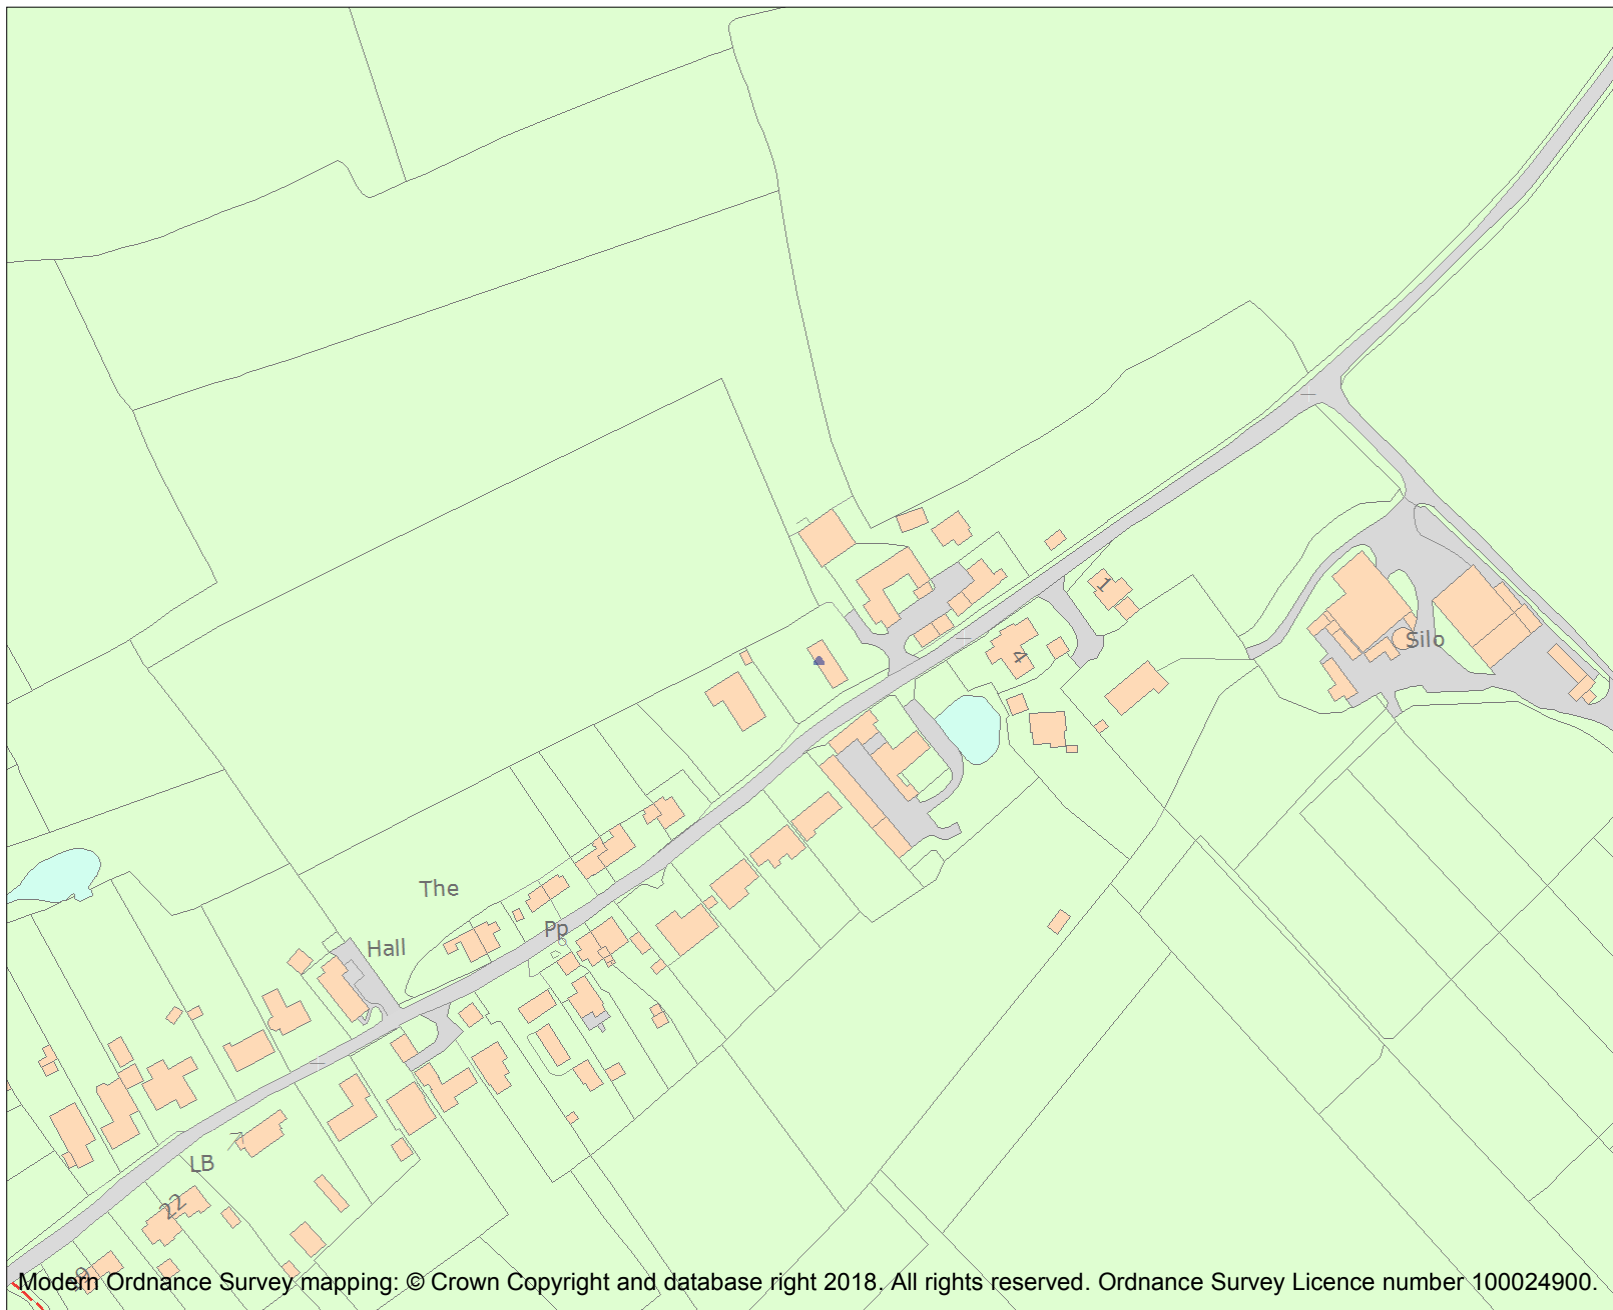 1
4
Silo
The
Pp
Hall
LB
22
Modern Ordnance Survey mapping: © Crown Copyright and database right 2018. All rights reserved. Ordnance Survey Licence number 100024900.